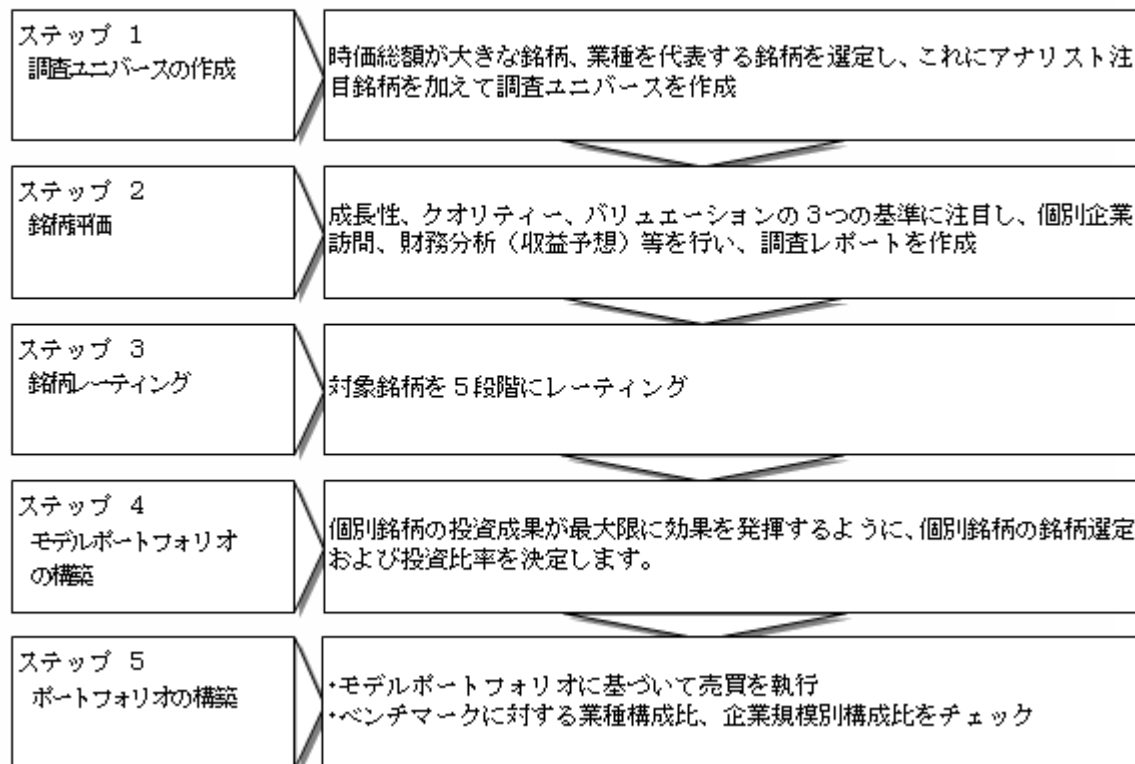 ステップ 1
調査ユニバースの作成
時価総額が大きな銘柄、業種を代表する銘柄を選定し、これにアナリスト注
目銘柄を加えて調査ユニバースを作成
ステップ 2
銘柄評価
成長性、クオリティー、バリュエーションの３つの基準に注目し、個別企業
訪問、財務分析（収益予想）等を行い、調査レポートを作成
ステップ 3
銘柄レーティング
対象銘柄を５段階にレーティング
ステップ 4
モデルポートフォリオ
の構築
個別銘柄の投資成果が最大限に効果を発揮するように、個別銘柄の銘柄選定
および投資比率を決定します。
ステップ 5
ポートフォリオの構築
・モデルポートフォリオに基づいて売買を執行
・ベンチマークに対する業種構成比、企業規模別構成比をチェック